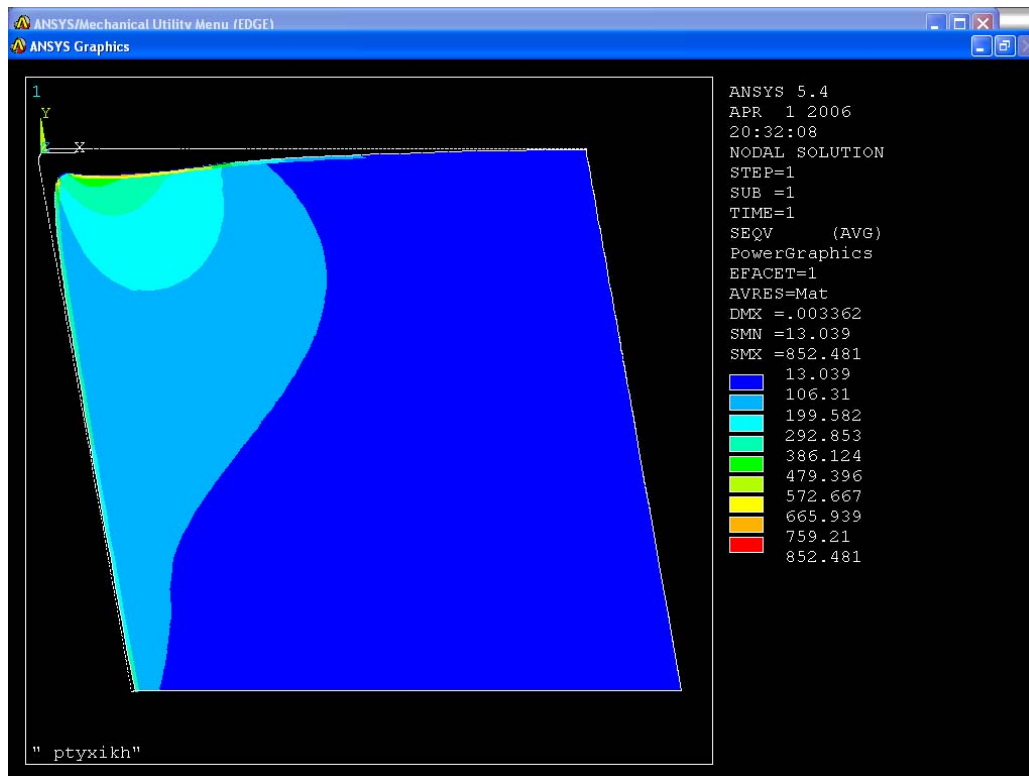 ANSYS/Mechanical Utility Menu (EDGE)
ANSYS Graphics
1
Y
X
ANSYS 5.4
APR  1 2006
20:32:08
NODAL SOLUTION
STEP=1
SUB =1
TIME=1
SEQV     (AVG)
PowerGraphics
EFACET=1
AVRES=Mat
DMX =.003362
SMN =13.039
SMX =852.481
13.039
106.31
199.582
292.853
386.124
479.396
572.667
665.939
759.21
852.481
" ptyxikh"